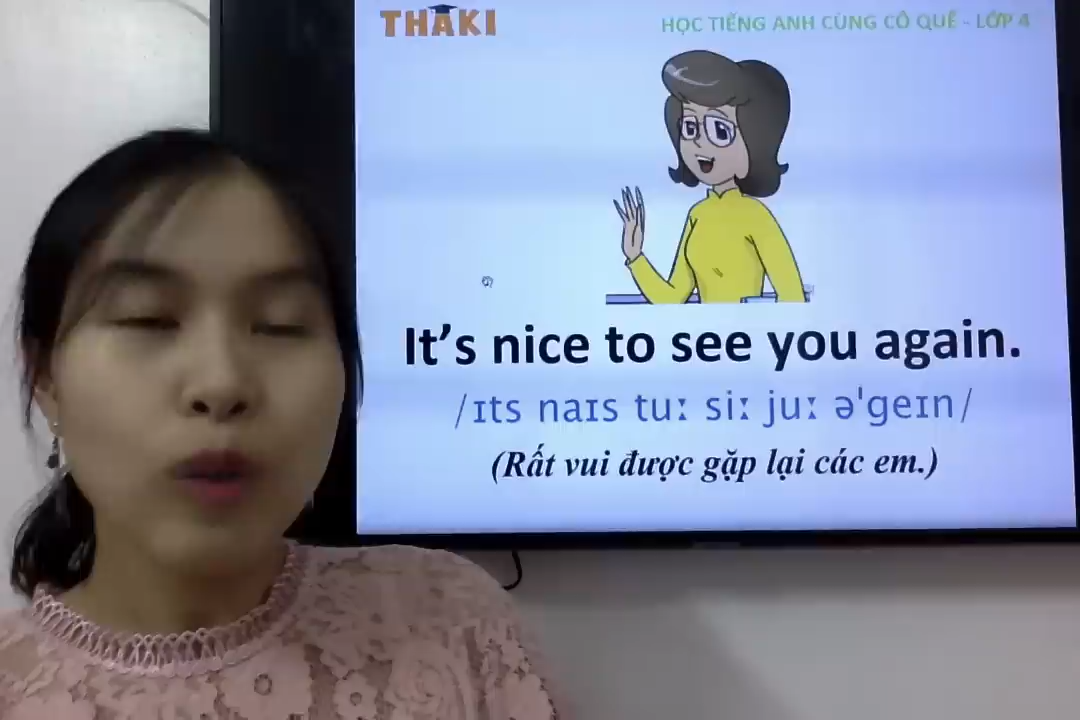 THAKI
HỌC TIẾNG ANH CÙNG CÔ QUẾ - LỚP 4
It's nice to see you again.
/ɪts naɪs tuː siː juː ə'geɪn/
(Rất vui được gặp lại các em.)